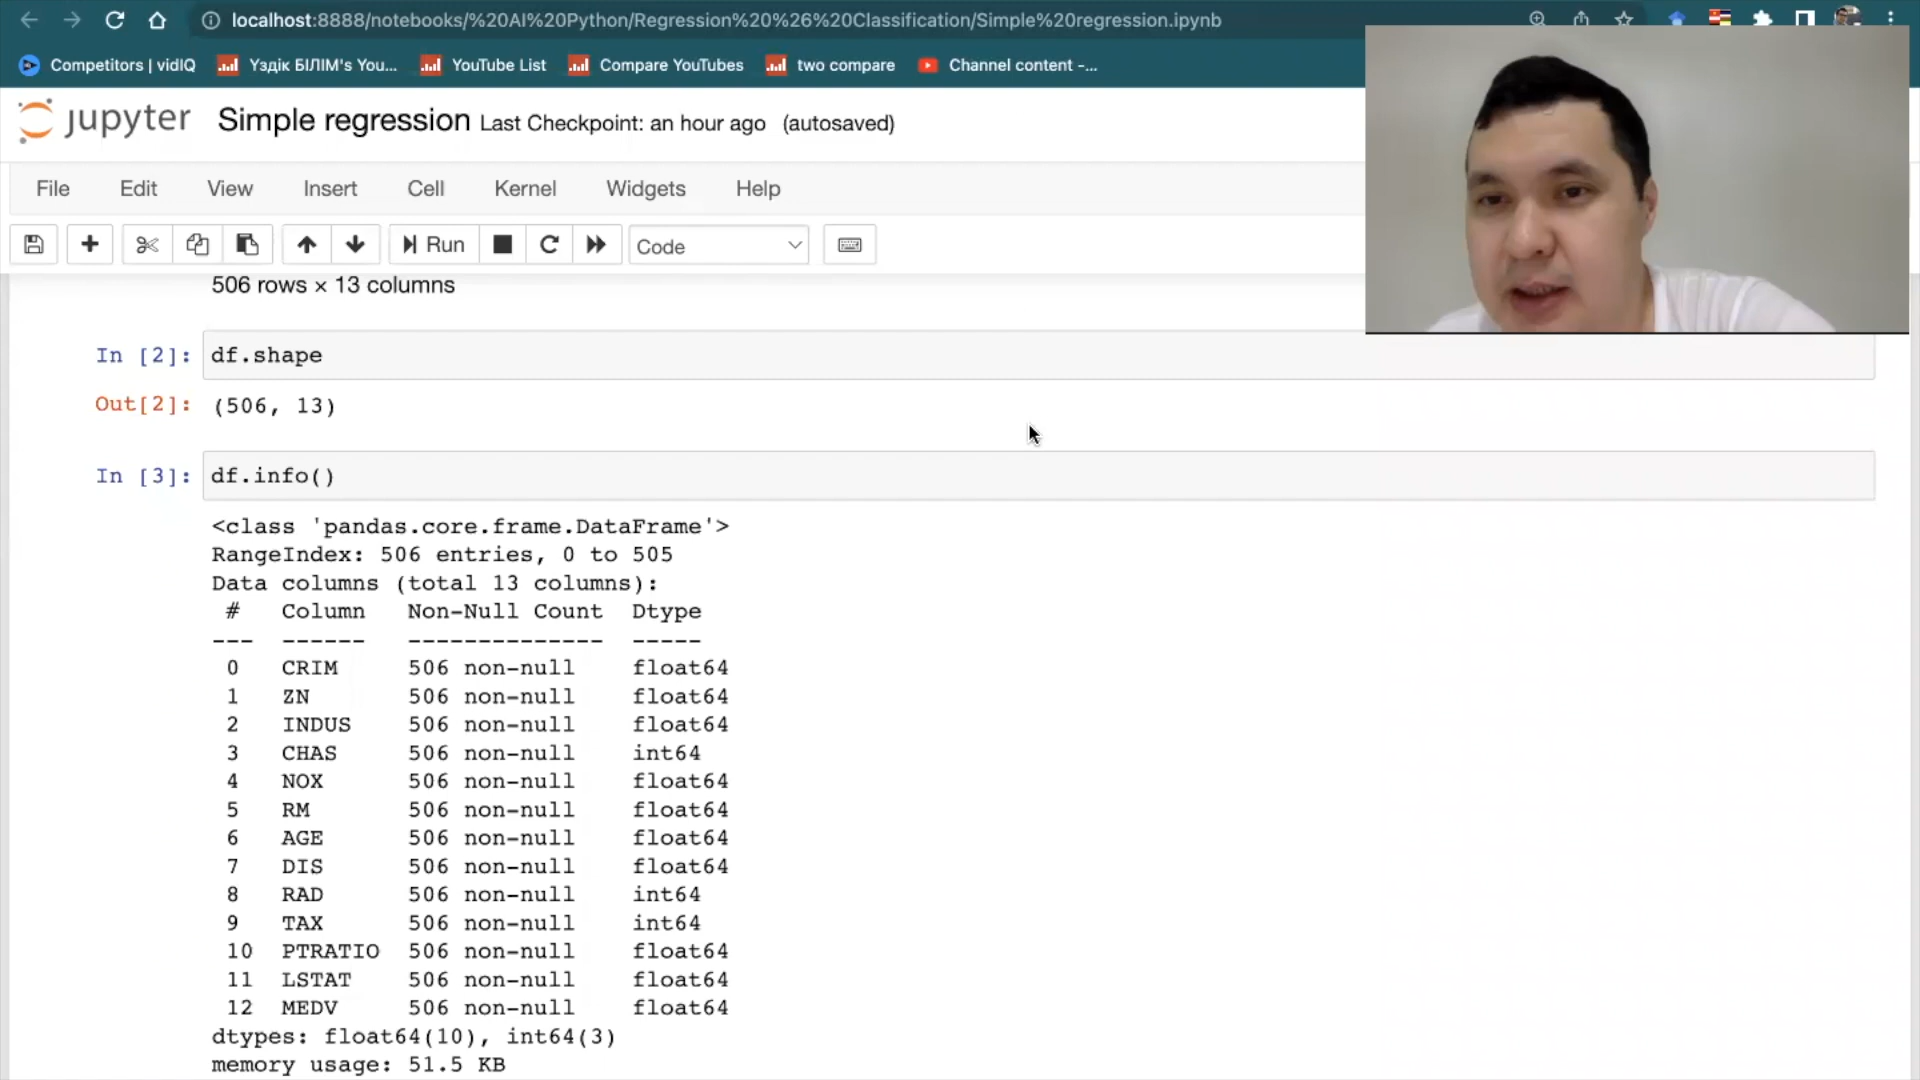 localhost:8888/notebooks/%20AI%20Python/Regression%20%26%20Classification/Simple%20regression.ipynb
Competitors | vidIQ Үздік БІЛІМ's You... YouTube List Compare YouTubes two compare Channel content -...
jupyter Simple regression Last Checkpoint: an hour ago (autosaved)
File Edit View Insert Cell Kernel Widgets Help
Run Code
506 rows × 13 columns
In [2]: df.shape
Out[2]: (506, 13)
In [3]: df.info()
<class 'pandas.core.frame.DataFrame'>
RangeIndex: 506 entries, 0 to 505
Data columns (total 13 columns):
# Column Non-Null Count Dtype
--- ------ -------------- -----
0 CRIM 506 non-null float64
1 ZN 506 non-null float64
2 INDUS 506 non-null float64
3 CHAS 506 non-null int64
4 NOX 506 non-null float64
5 RM 506 non-null float64
6 AGE 506 non-null float64
7 DIS 506 non-null float64
8 RAD 506 non-null int64
9 TAX 506 non-null int64
10 PTRATIO 506 non-null float64
11 LSTAT 506 non-null float64
12 MEDV 506 non-null float64
dtypes: float64(10), int64(3)
memory usage: 51.5 KB